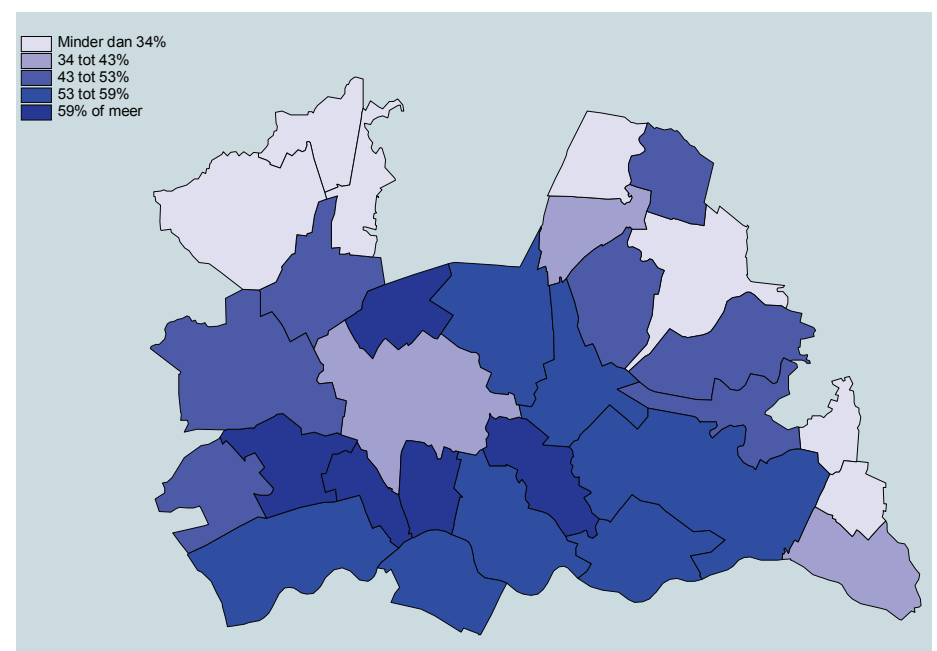 Minder dan 34%
34 tot 43%
43 tot 53%
53 tot 59%
59% of meer